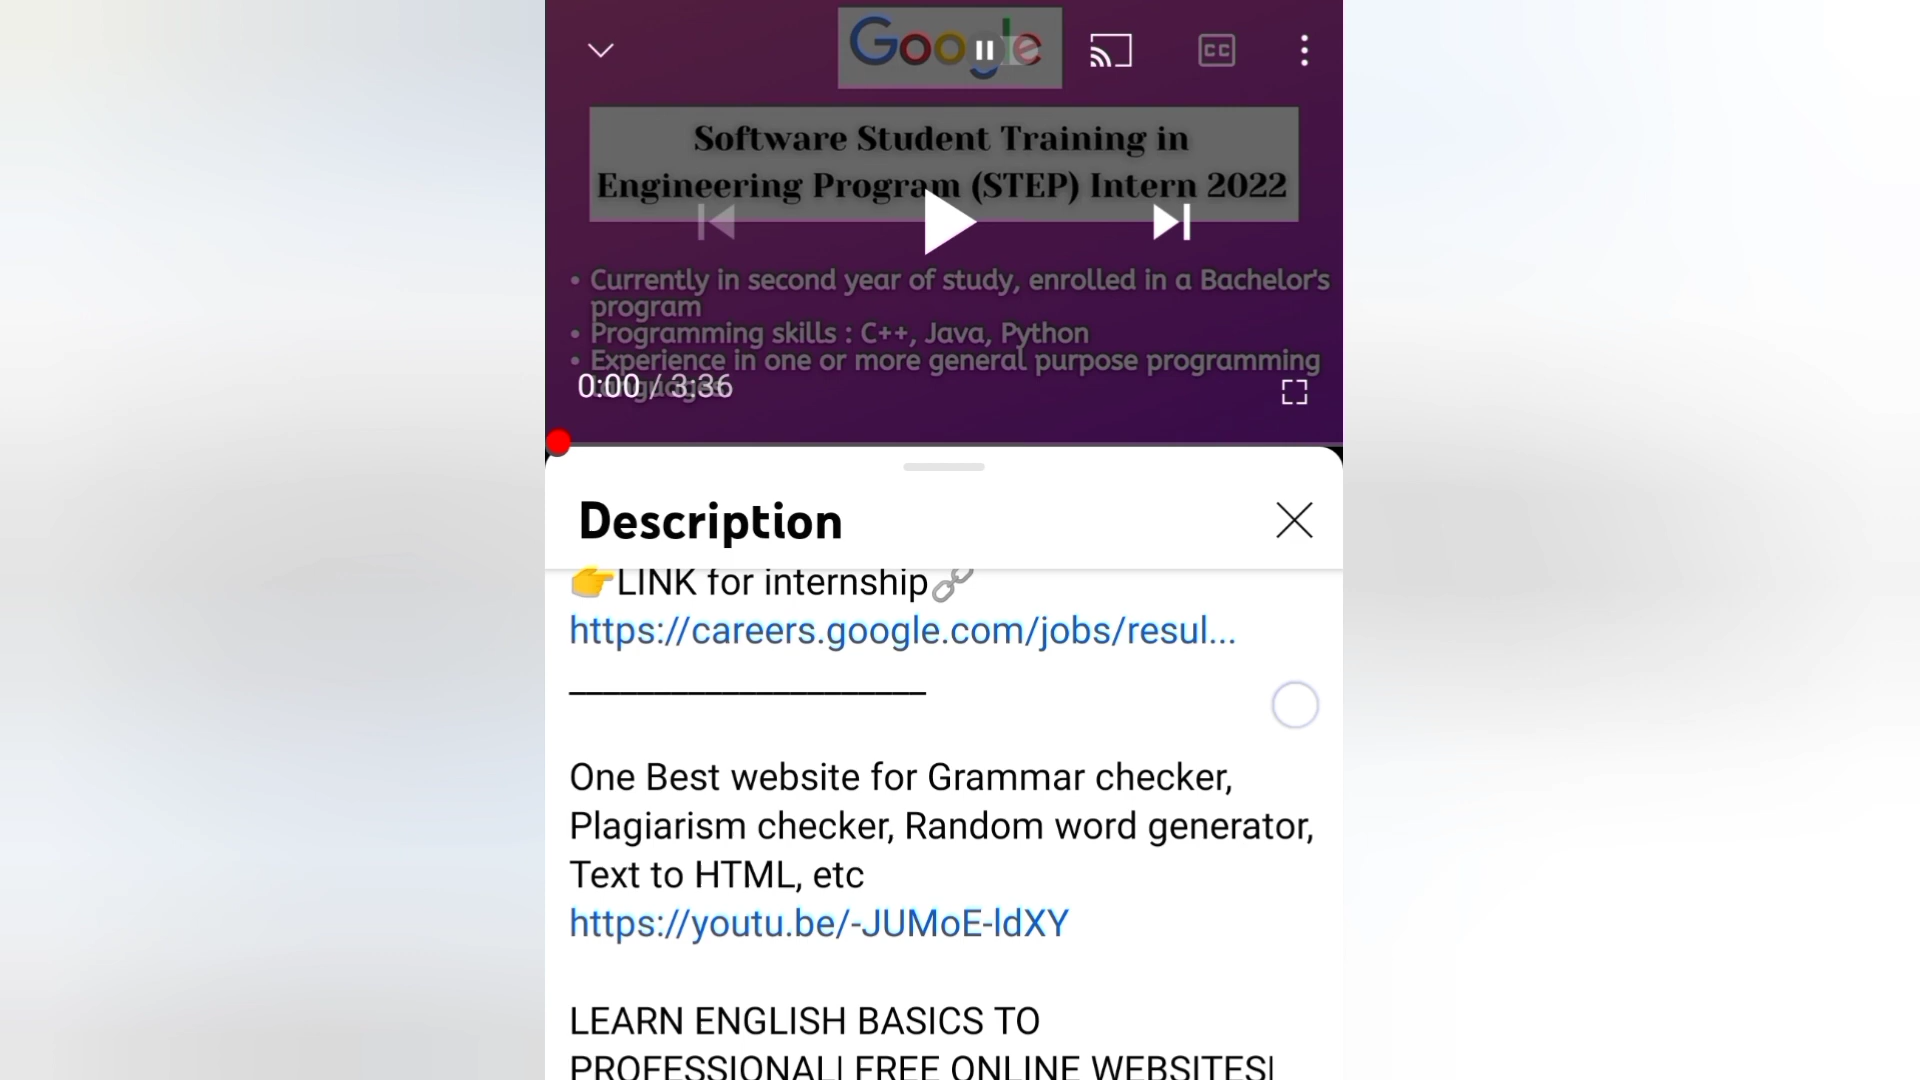 Google
CC
Software Student Training in
Engineering Program (STEP) Intern 2022
• Currently in second year of study, enrolled in a Bachelor's
program
• Programming skills : C++, Java, Python
• Experience in one or more general purpose programming
languages
0:00 / 3:36
Description
👉LINK for internship🔗
https://careers.google.com/jobs/resul...
_____________________
One Best website for Grammar checker,
Plagiarism checker, Random word generator,
Text to HTML, etc
https://youtu.be/-JUMoE-ldXY
LEARN ENGLISH BASICS TO
PROFESSIONAL| FREE ONLINE WEBSITES|